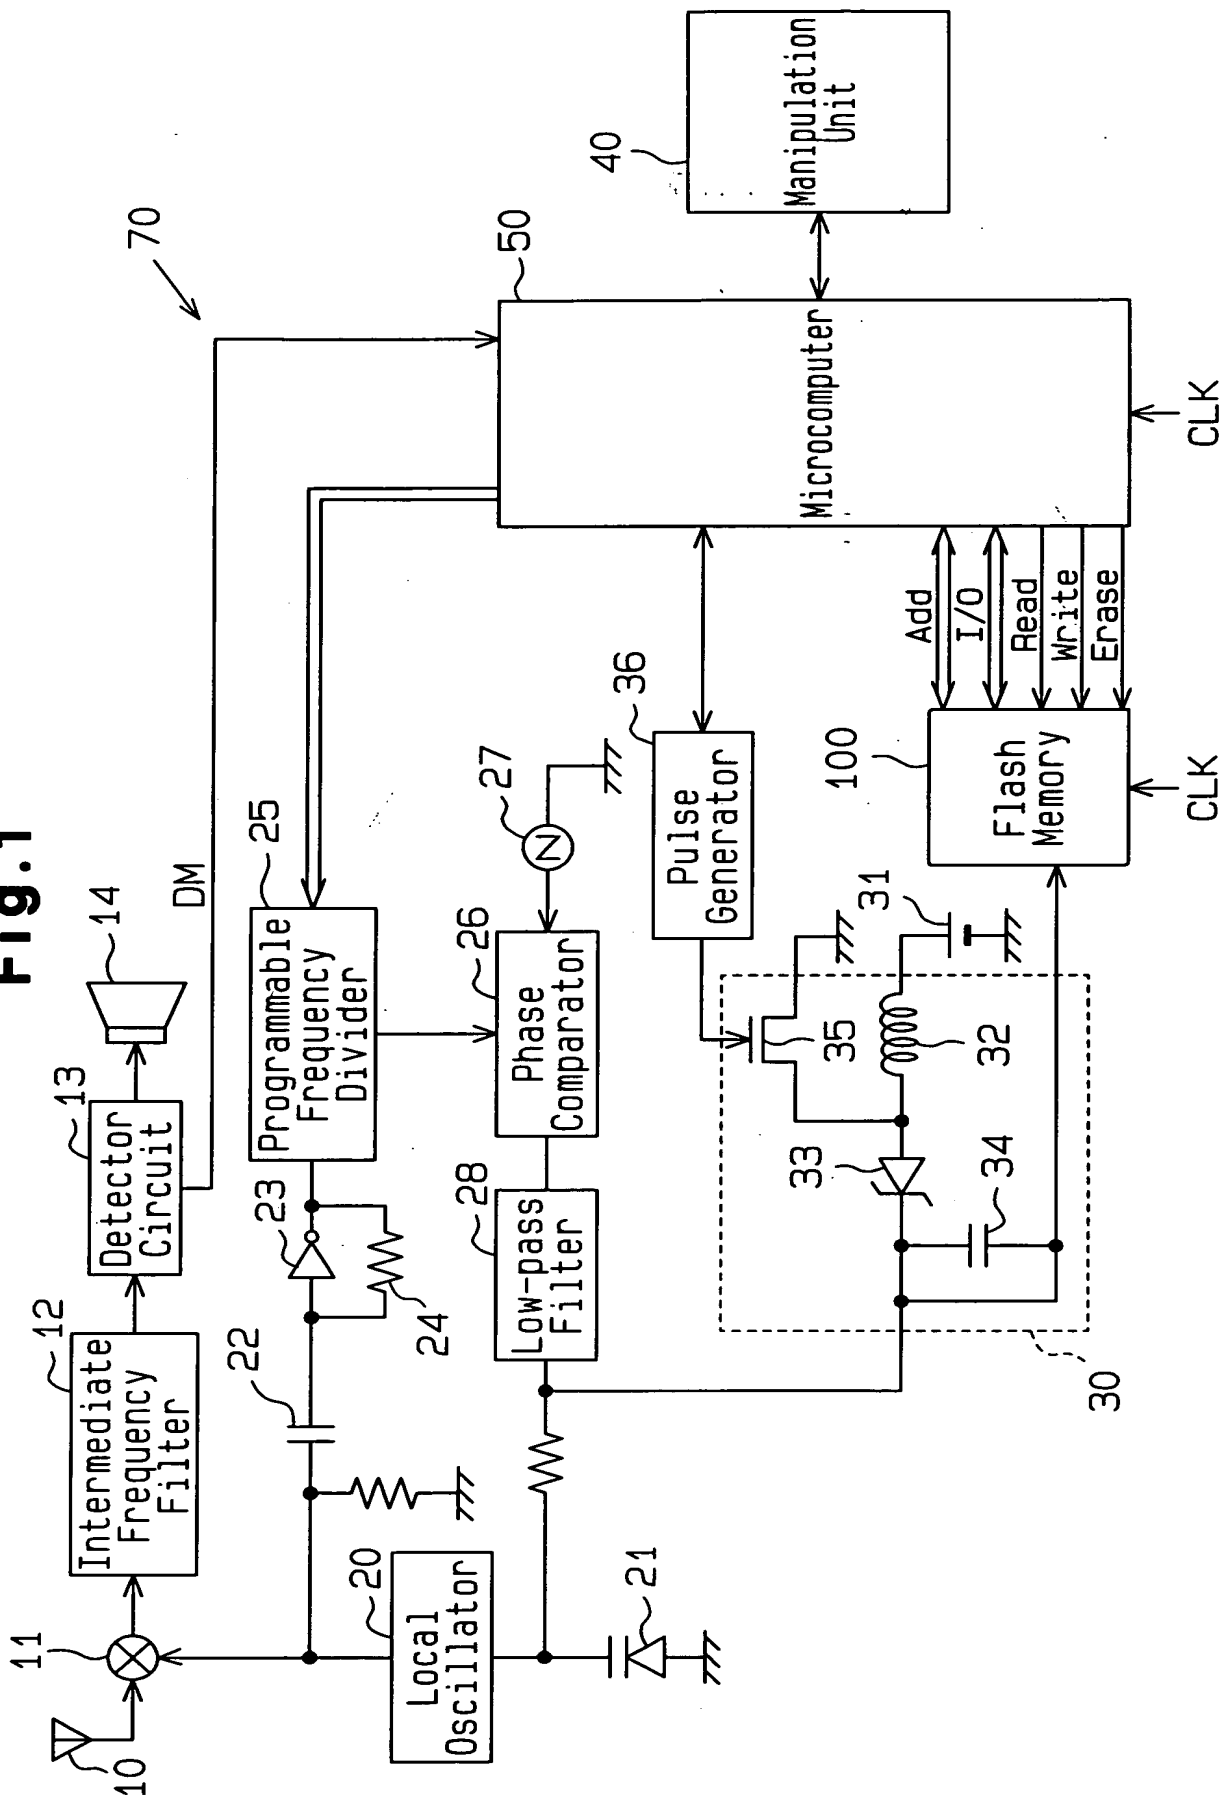 Fig.1
70
10
11
12
Intermediate
Frequency
Filter
13
Detector
Circuit
14
DM
20
Local
Oscillator
21
22
23
24
25
Programmable
Frequency
Divider
26
Phase
Comparator
27
28
Low-pass
Filter
50
Microcomputer
CLK
40
Manipulation
Unit
36
Pulse
Generator
30
31
32
33
34
35
100
Flash
Memory
CLK
Add
I/O
Read
Write
Erase